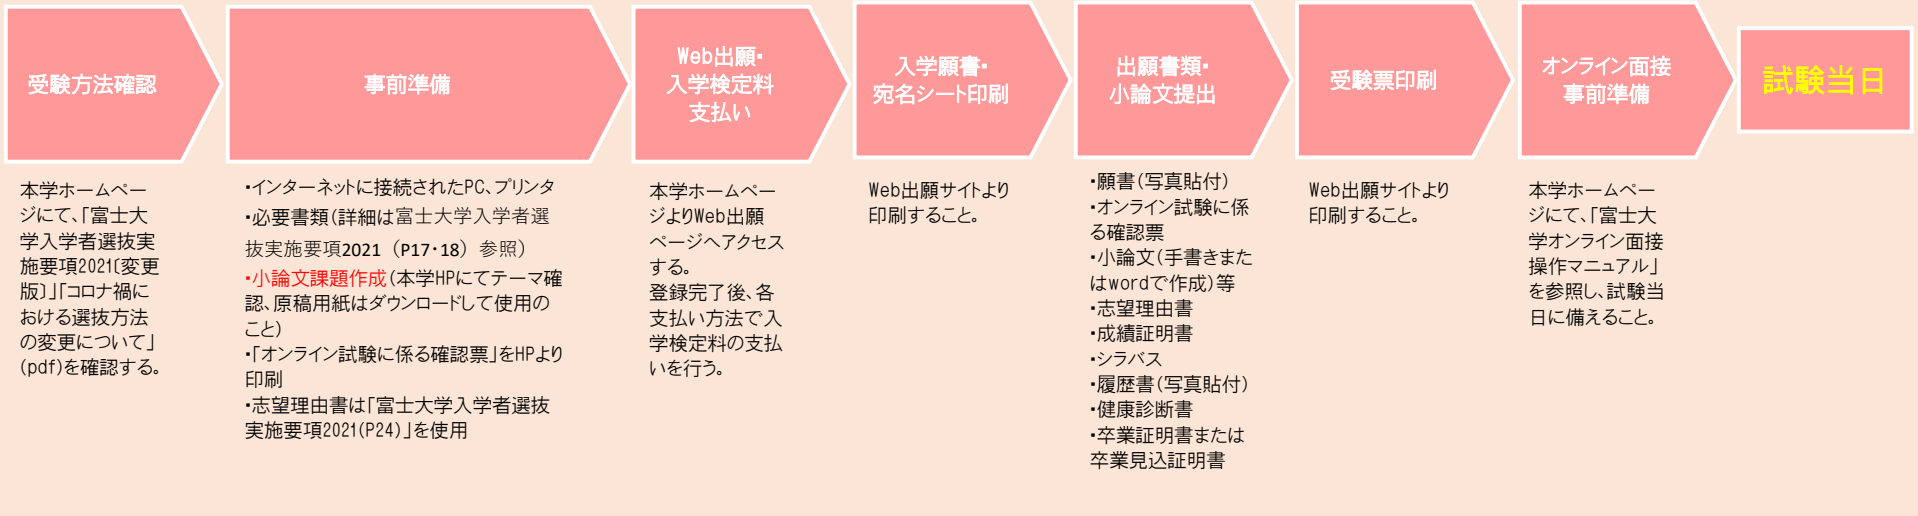 受験方法確認
事前準備
Web出願・
入学検定料
支払い
入学願書・
宛名シート印刷
出願書類・
小論文提出
受験票印刷
オンライン面接
事前準備
試験当日
本学ホームペー
ジにて、「富士大
学入学者選抜実
施要項2021〔変更
版〕」「コロナ禍に
おける選抜方法
の変更について」
(pdf)を確認する。
・インターネットに接続されたPC、プリンタ
・必要書類（詳細は富士大学入学者選
抜実施要項2021（P17・18）参照）
・小論文課題作成（本学HPにてテーマ確
認、原稿用紙はダウンロードして使用の
こと）
・「オンライン試験に係る確認票」をHPより
印刷
・志望理由書は「富士大学入学者選抜
実施要項2021(P24)」を使用
本学ホームペー
ジよりWeb出願
ページへアクセス
する。
登録完了後、各
支払い方法で入
学検定料の支払
いを行う。
Web出願サイトより
印刷すること。
・願書（写真貼付）
・オンライン試験に係
る確認票
・小論文（手書きまた
はwordで作成）等
・志望理由書
・成績証明書
・シラバス
・履歴書（写真貼付）
・健康診断書
・卒業証明書または
卒業見込証明書
Web出願サイトより
印刷すること。
本学ホームペー
ジにて、「富士大
学オンライン面接
操作マニュアル」
を参照し、試験当
日に備えること。